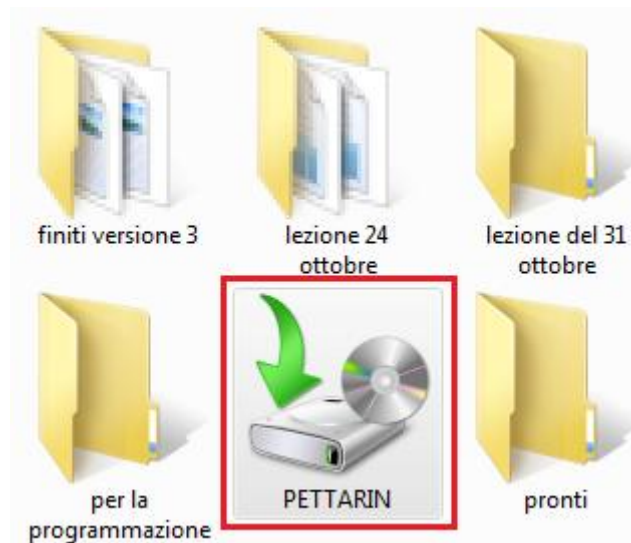 finiti versione 3
lezione 24
ottobre
lezione del 31
ottobre
per la
programmazione
PETTARIN
pronti